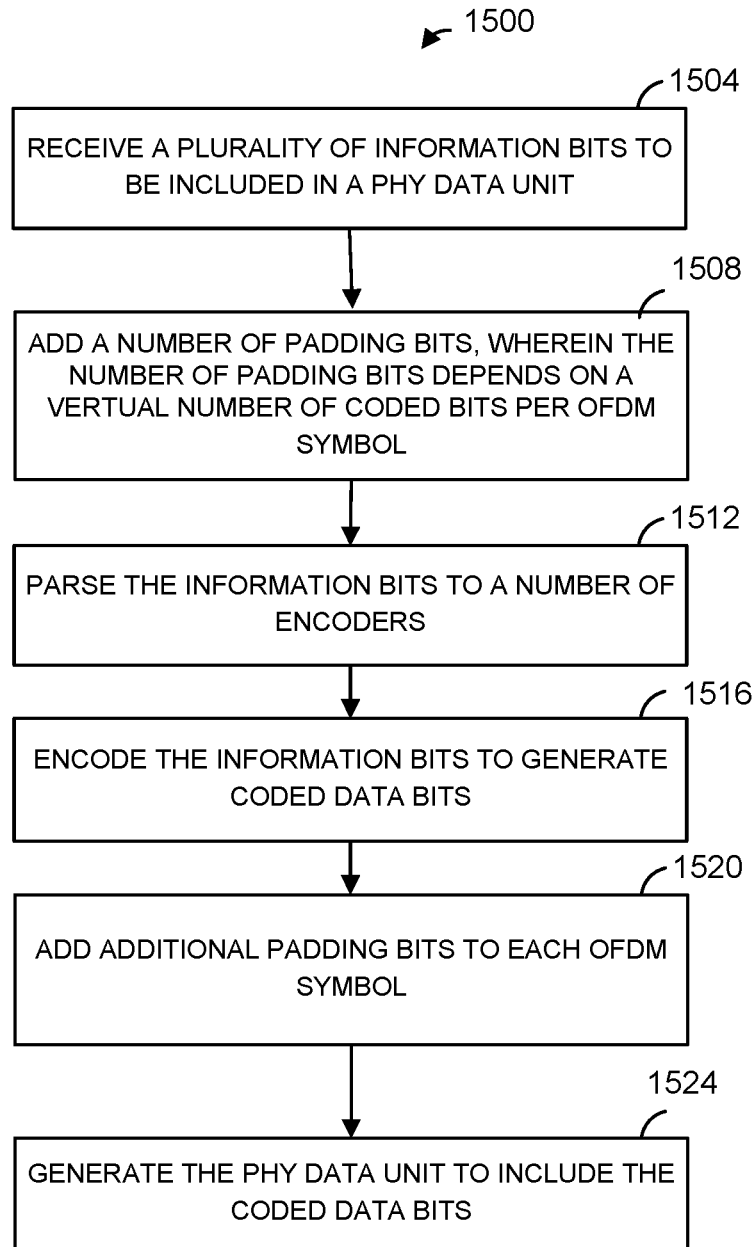 1500
1504
RECEIVE A PLURALITY OF INFORMATION BITS TO
BE INCLUDED IN A PHY DATA UNIT
1508
ADD A NUMBER OF PADDING BITS, WHEREIN THE
NUMBER OF PADDING BITS DEPENDS ON A
VERTUAL NUMBER OF CODED BITS PER OFDM
SYMBOL
1512
PARSE THE INFORMATION BITS TO A NUMBER OF
ENCODERS
1516
ENCODE THE INFORMATION BITS TO GENERATE
CODED DATA BITS
1520
ADD ADDITIONAL PADDING BITS TO EACH OFDM
SYMBOL
1524
GENERATE THE PHY DATA UNIT TO INCLUDE THE
CODED DATA BITS